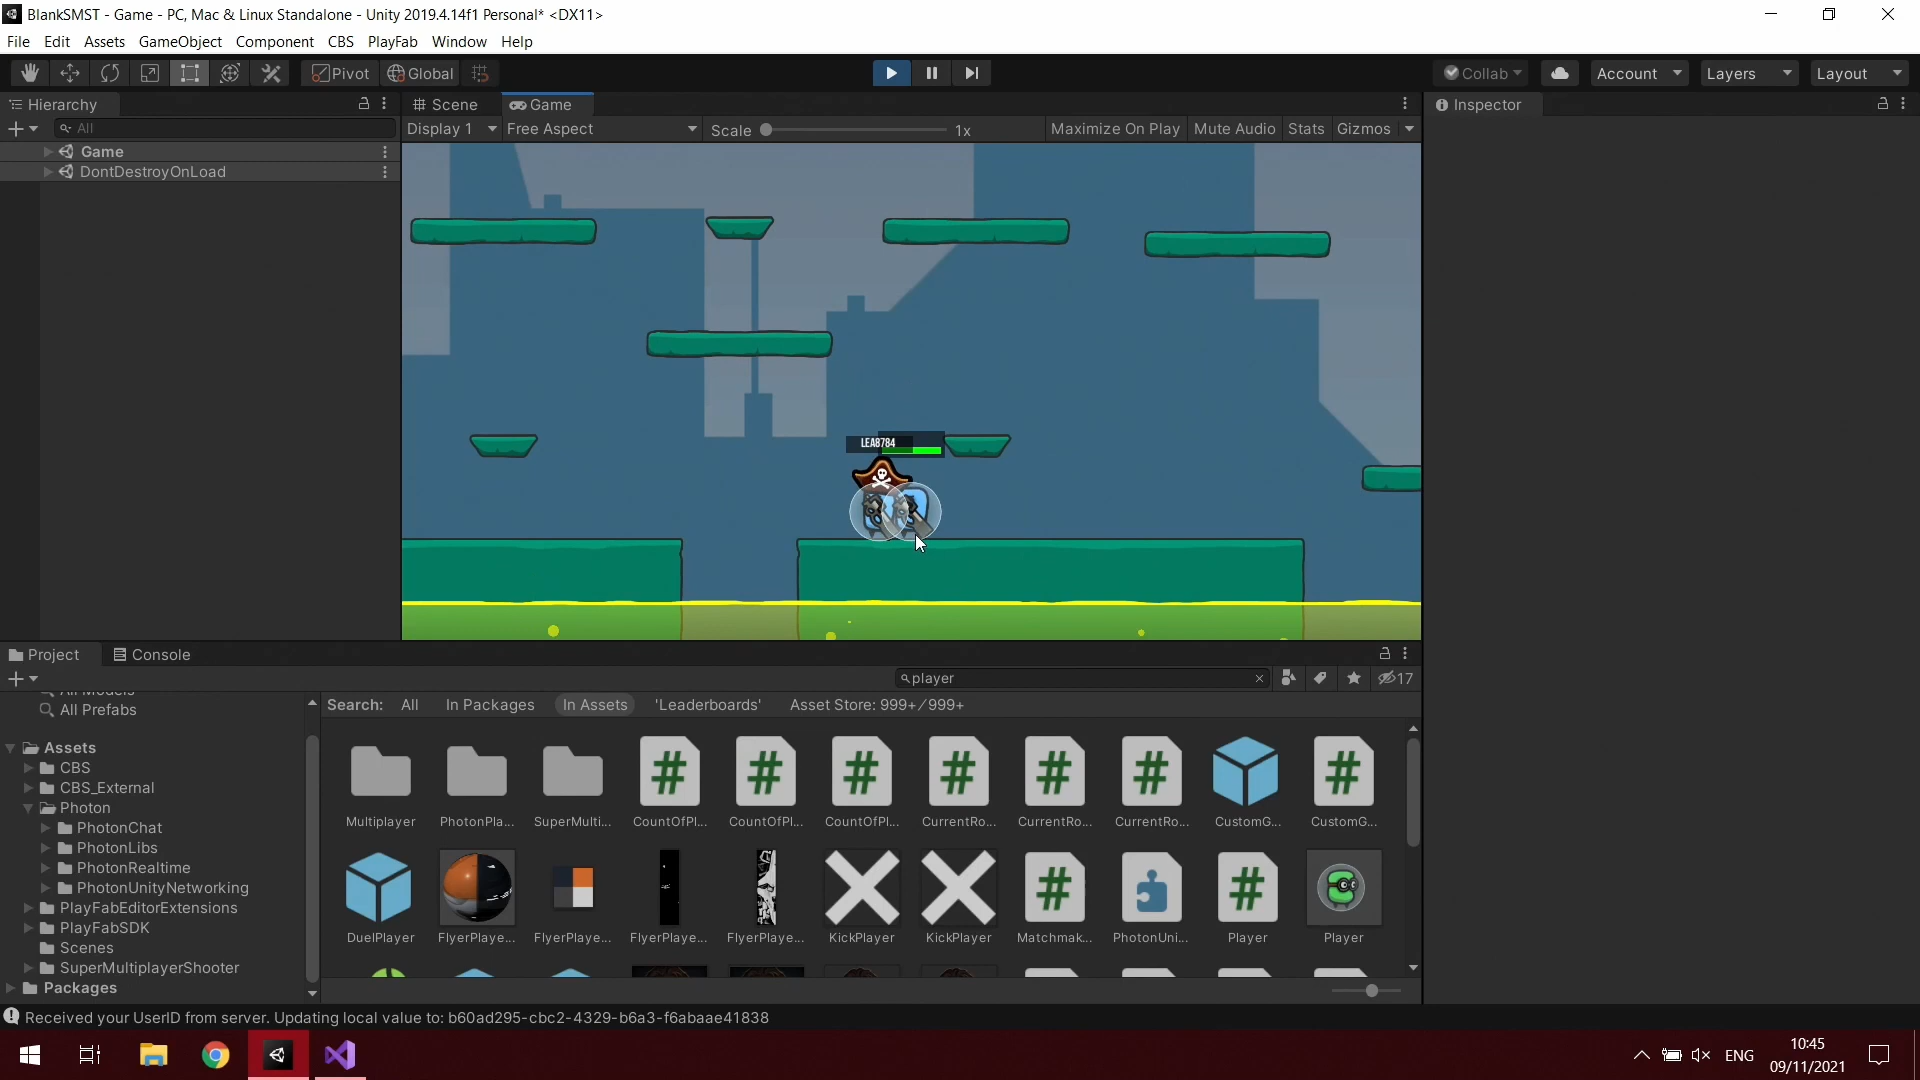 BlankSMST - Game - PC, Mac & Linux Standalone - Unity 2019.4.14f1 Personal* <DX11>
File Edit Assets GameObject Component CBS PlayFab Window Help
Pivot Global Collab Account Layers Layout
Hierarchy Scene Game Inspector
All Display 1 Free Aspect Scale 1x Maximize On Play Mute Audio Stats Gizmos
Game
DontDestroyOnLoad
LEA8784
Project Console
player 17
All Prefabs
Search: All In Packages In Assets 'Leaderboards' Asset Store: 999+/999+
Assets
CBS
CBS_External
Photon
PhotonChat
PhotonLibs
PhotonRealtime
PhotonUnityNetworking
PlayFabEditorExtensions
PlayFabSDK
Scenes
SuperMultiplayerShooter
Packages
Multiplayer PhotonPla... SuperMulti... CountOfPl... CountOfPl... CountOfPl... CurrentRo... CurrentRo... CurrentRo... CustomG... CustomG...
DuelPlayer FlyerPlaye... FlyerPlaye... FlyerPlaye... FlyerPlaye... KickPlayer KickPlayer Matchmak... PhotonUni... Player Player
Received your UserID from server. Updating local value to: b60ad295-cbc2-4329-b6a3-f6abaae41838
ENG
10:45
09/11/2021